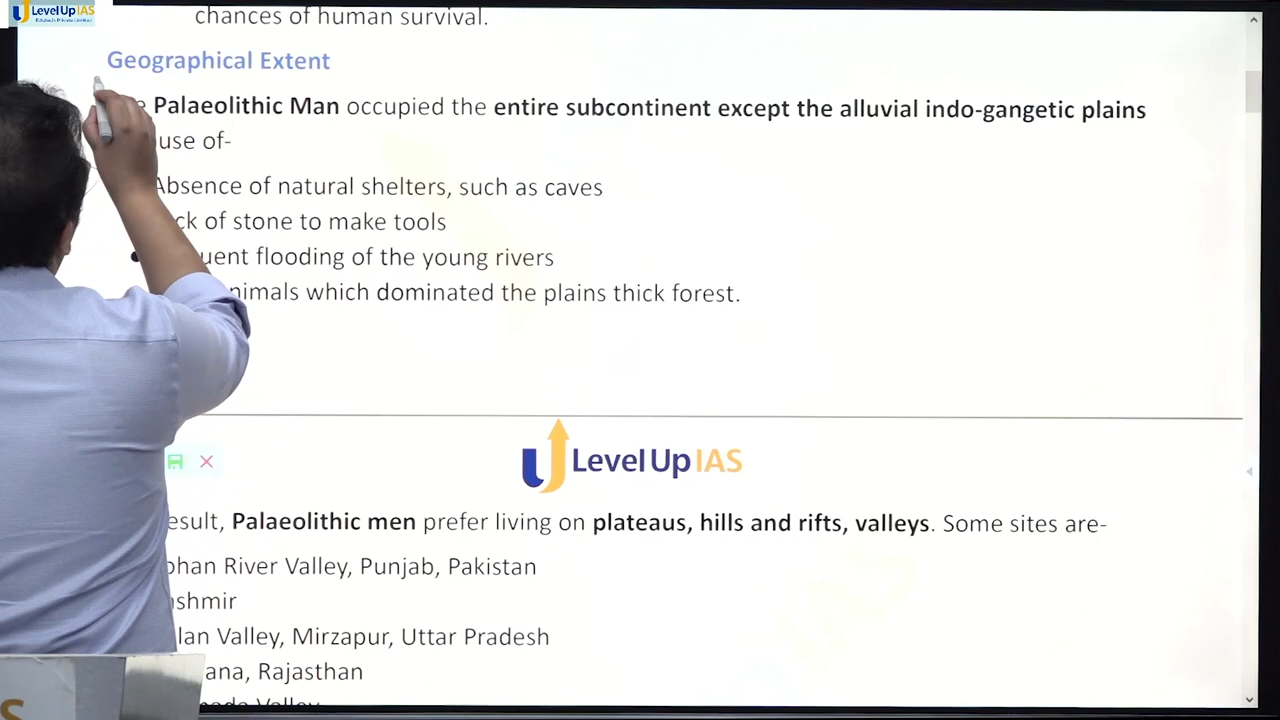 Level Up IAS
chances of human survival.
Geographical Extent
Palaeolithic Man occupied the entire subcontinent except the alluvial indo-gangetic plains
use of-
Absence of natural shelters, such as caves
ck of stone to make tools
uent flooding of the young rivers
nimals which dominated the plains thick forest.
Level Up IAS
esult, Palaeolithic men prefer living on plateaus, hills and rifts, valleys. Some sites are-
ohan River Valley, Punjab, Pakistan
ashmir
lan Valley, Mirzapur, Uttar Pradesh
ana, Rajasthan
Valley